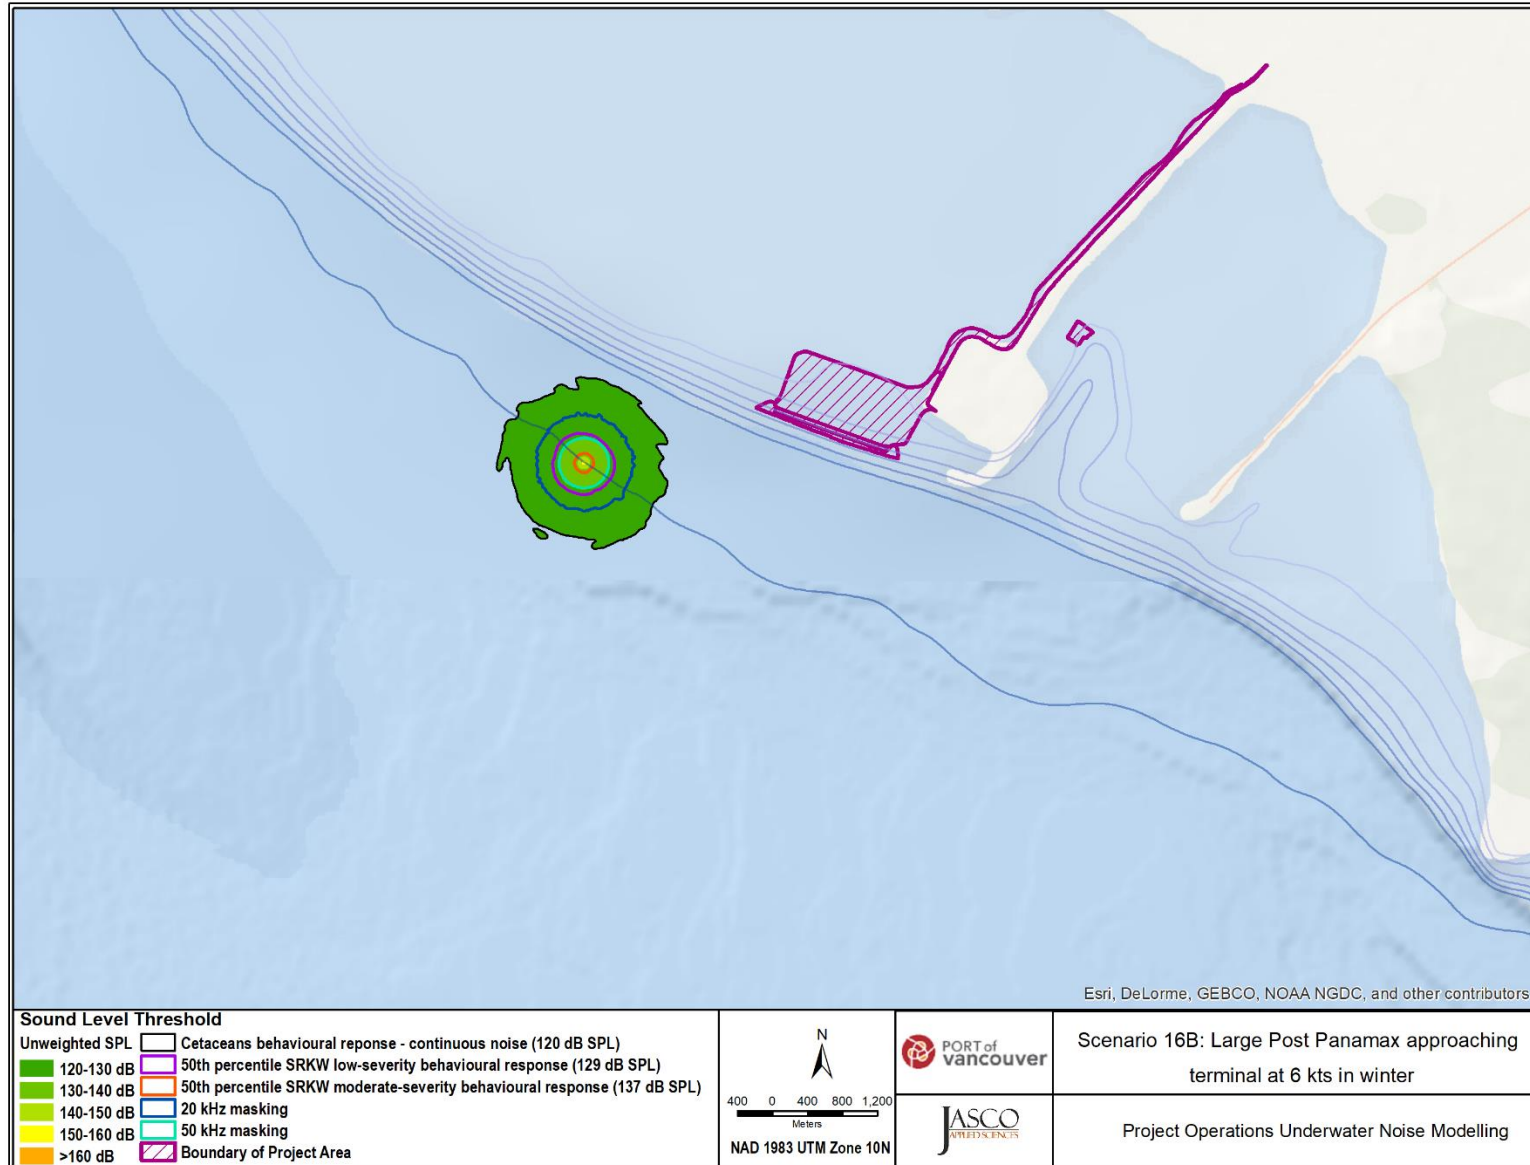 Esri, DeLorme, GEBCO, NOAA NGDC, and other contributors
Sound Level Threshold
Unweighted SPL
120-130 dB
130-140 dB
140-150 dB
150-160 dB
>160 dB
Cetaceans behavioural reponse - continuous noise (120 dB SPL)
50th percentile SRKW low-severity behavioural response (129 dB SPL)
50th percentile SRKW moderate-severity behavioural response (137 dB SPL)
20 kHz masking
50 kHz masking
Boundary of Project Area
N
400 0 400 800 1,200
Meters
NAD 1983 UTM Zone 10N
PORT of
vancouver
JASCO
APPLIED SCIENCES
Scenario 16B: Large Post Panamax approaching
terminal at 6 kts in winter
Project Operations Underwater Noise Modelling